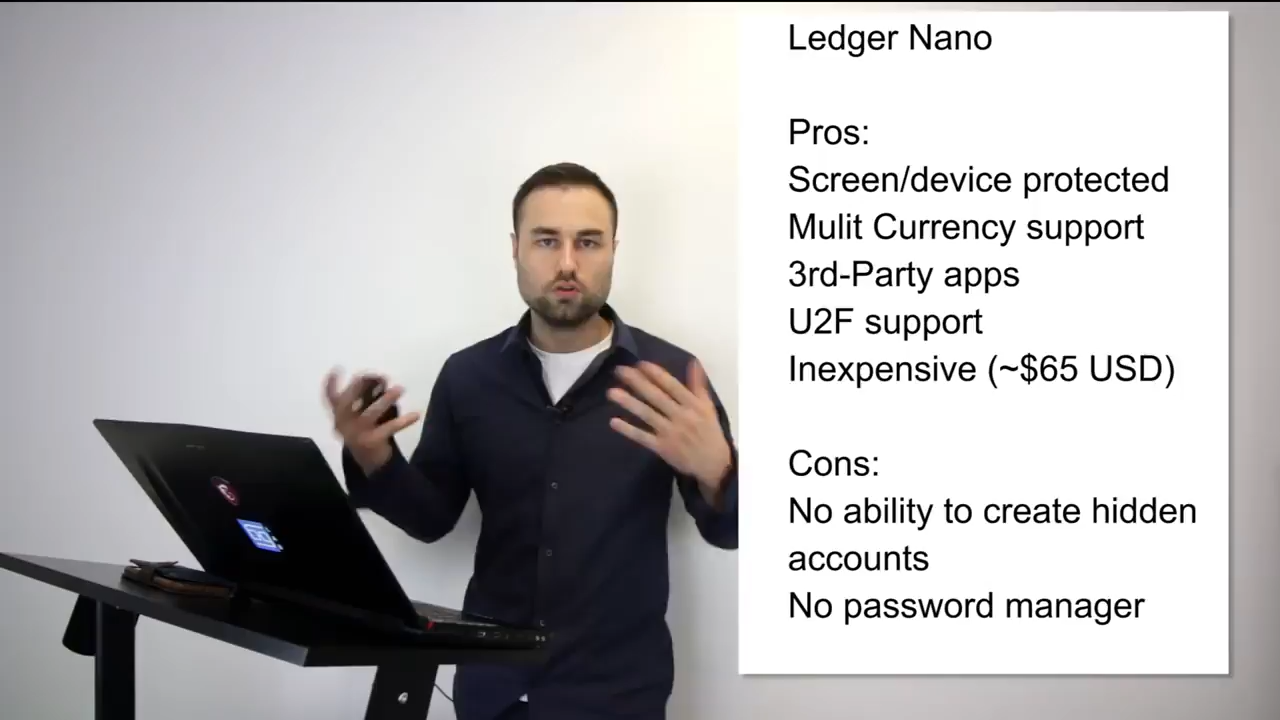 Ledger Nano
Pros:
Screen/device protected
Mulit Currency support
3rd-Party apps
U2F support
Inexpensive (~$65 USD)
Cons:
No ability to create hidden
accounts
No password manager